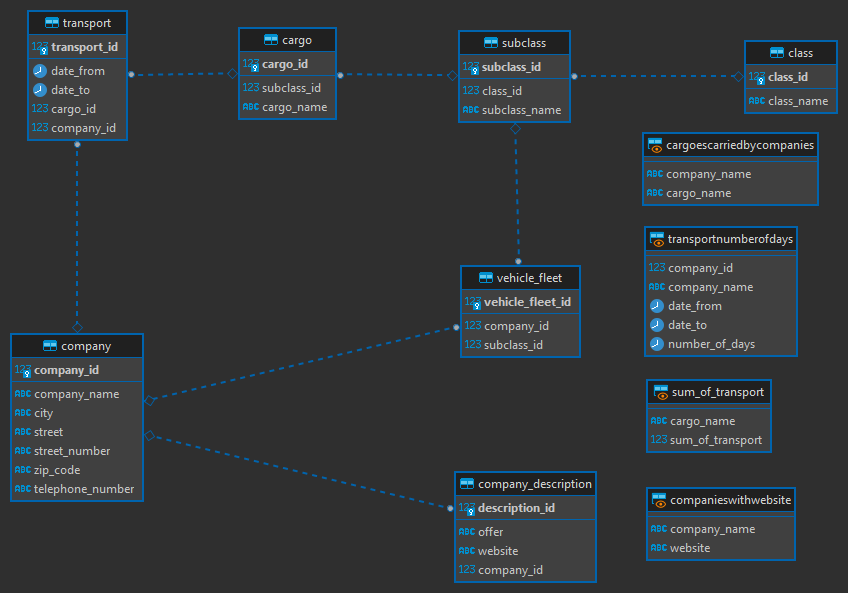 transport
123 transport_id
date_from
date_to
123 cargo_id
123 company_id
cargo
123 cargo_id
123 subclass_id
ABC cargo_name
subclass
123 subclass_id
123 class_id
ABC subclass_name
class
123 class_id
ABC class_name
cargoescarriedbycompanies
ABC company_name
ABC cargo_name
transportnumberofdays
123 company_id
ABC company_name
date_from
date_to
number_of_days
vehicle_fleet
123 vehicle_fleet_id
123 company_id
123 subclass_id
company
123 company_id
ABC company_name
ABC city
ABC street
ABC street_number
ABC zip_code
ABC telephone_number
sum_of_transport
ABC cargo_name
123 sum_of_transport
company_description
123 description_id
ABC offer
ABC website
123 company_id
companieswithwebsite
ABC company_name
ABC website